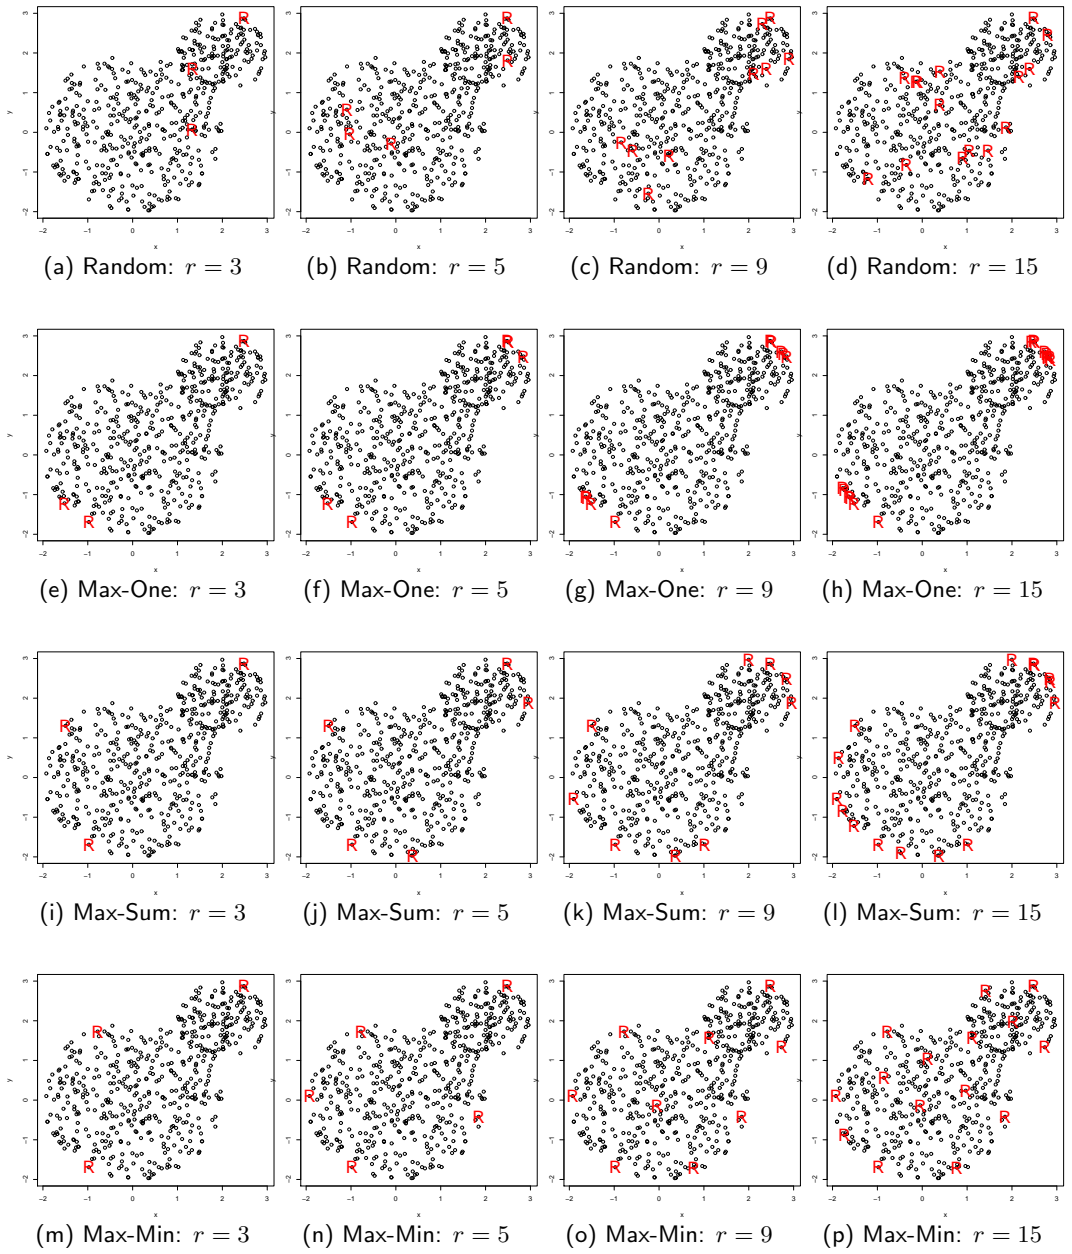 (a) Random: r = 3
(b) Random: r = 5
(c) Random: r = 9
(d) Random: r = 15
(e) Max-One: r = 3
(f) Max-One: r = 5
(g) Max-One: r = 9
(h) Max-One: r = 15
(i) Max-Sum: r = 3
(j) Max-Sum: r = 5
(k) Max-Sum: r = 9
(l) Max-Sum: r = 15
(m) Max-Min: r = 3
(n) Max-Min: r = 5
(o) Max-Min: r = 9
(p) Max-Min: r = 15